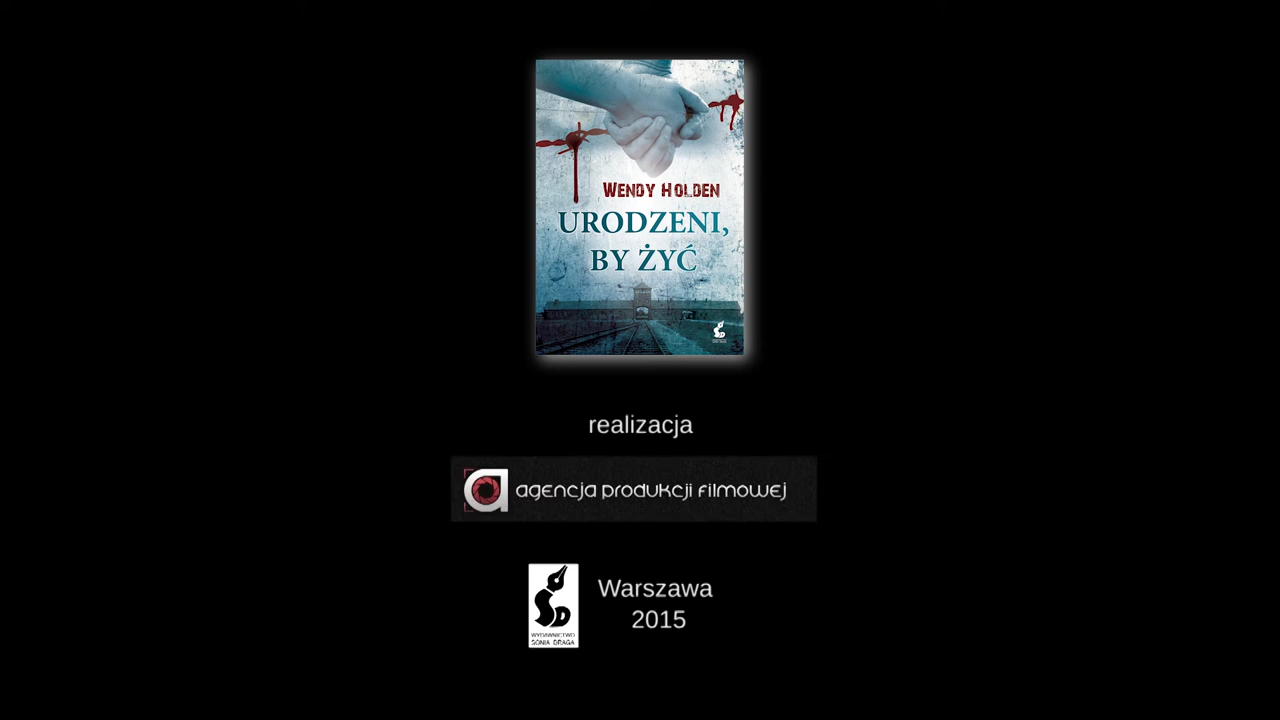 WENDY HOLDEN
URODZENI,
BY ŻYĆ
realizacja
agencja produkcji filmowej
Warszawa
2015
WYDAWNICTWO
SONIA DRAGA